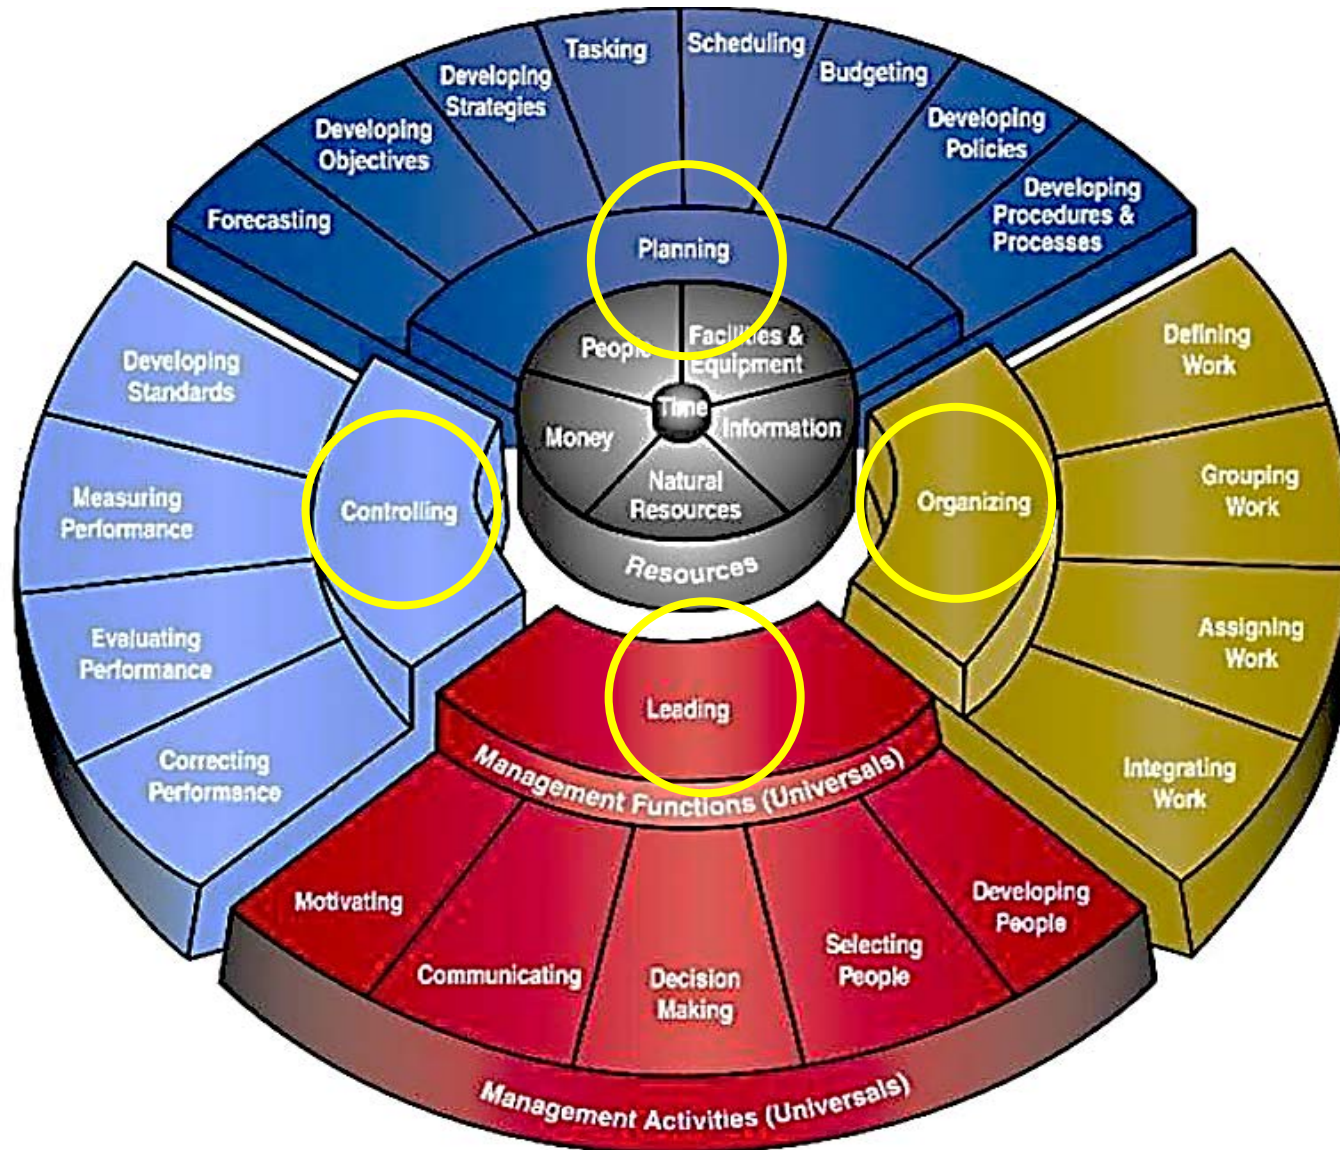 Tasking
Scheduling
Budgeting
Developing
Strategies
Developing
Objectives
Forecasting
Developing
Policies
Developing
Procedures &
Processes
Planning
People
Facilities &
Equipment
Time
Money
Information
Natural
Resources
Resources
Developing
Standards
Measuring
Performance
Evaluating
Performance
Correcting
Performance
Controlling
Organizing
Defining
Work
Grouping
Work
Assigning
Work
Integrating
Work
Leading
Management Functions (Universals)
Motivating
Communicating
Decision
Making
Selecting
People
Developing
People
Management Activities (Universals)